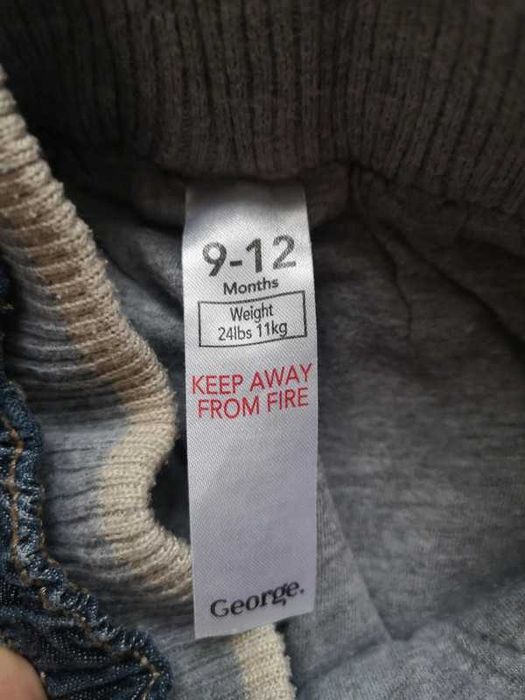 9-12
Months
Weight
24lbs 11kg
KEEP AWAY
FROM FIRE
George.